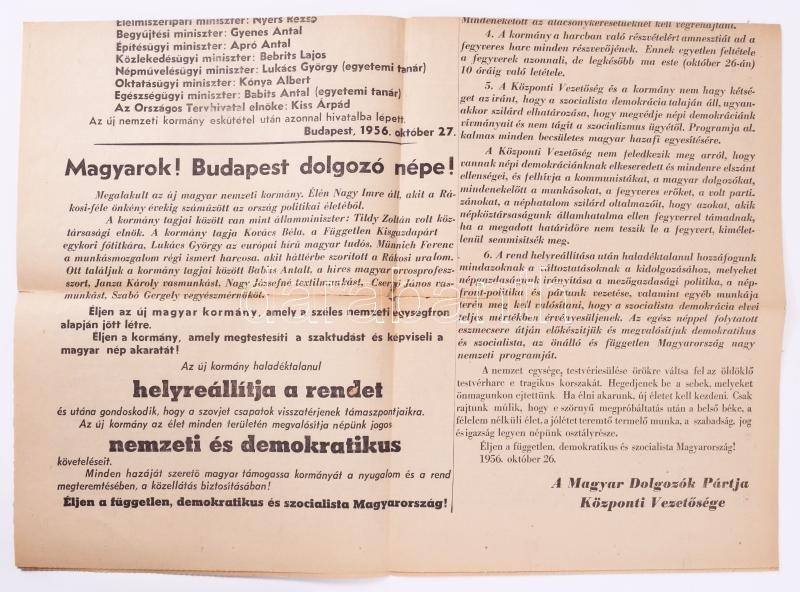 Élelmiszeripari miniszter: Nyers Rezső
Begyűjtési miniszter: Gyenes Antal
Építésügyi miniszter: Apró Antal
Közlekedésügyi miniszter: Bebrits Lajos
Népművelésügyi miniszter: Lukács György (egyetemi tanár)
Oktatásügyi miniszter: Kónya Albert
Egészségügyi miniszter: Babits Antal (egyetemi tanár)
Az Országos Tervhivatal elnöke: Kiss Árpád
Az új nemzeti kormány eskütétel után azonnal hivatalba lépett.
Budapest, 1956. október 27.
Magyarok! Budapest dolgozó népe!
Megalakult az új magyar nemzeti kormány. Élén Nagy Imre áll, akit a Rá-
kosi-féle önkény évekig számüzött az ország politikai életéből.
A kormány tagjai között van mint államminiszter: Tildy Zoltán volt köz-
társasági elnök. A kormány tagja Kovács Béla, a Független Kisgazdapárt
egykori főtitkára, Lukács György az európai hírű magyar tudós, Münnich Ferenc
a munkásmozgalom régi ismert harcosa, akit háttérbe szorított a Rákosi uralom.
Ott találjuk a kormány tagjai között Babits Antalt, a híres magyar orvosprofesz-
szort, Janza Károly vasmunkást, Nagy Józsefné textilmunkást, Csergő János vas-
munkást, Szabó Gergely vegyészmérnököt.
Éljen az új magyar kormány, amely a széles nemzeti egységfron
alapján jött létre.
Éljen a kormány, amely megtestesíti a szaktudást és képviseli a
magyar nép akaratát!
Az új kormány haladéktalanul
helyreállítja a rendet
és utána gondoskodik, hogy a szovjet csapatok visszatérjenek támaszpontjaikra.
Az új kormány az élet minden területén megvalósítja népünk jogos
nemzeti és demokratikus
követeléseit.
Minden hazáját szerető magyar támogassa kormányát a nyugalom és a rend
megteremtésében, a közellátás biztosításában!
Éljen a független, demokratikus és szocialista Magyarország!
Mindenekelőtt az alacsonykeresetüeknél kell végrehajtani.
4. A kormány a harcban való részvételért amnesztiát ad a
fegyveres harc minden részvevőjének. Ennek egyetlen feltétele
a fegyverek azonnali, de legkésőbb ma este (október 26-án)
10 óráig való letétele.
5. A Központi Vezetőség és a kormány nem hagy kétsé-
get az iránt, hogy a szocialista demokrácia talaján áll, ugyan-
akkor szilárd elhatározása, hogy megvédje népi demokráciánk
vívmányait és nem tágít a szocializmus ügyétől. Programja al-
kalmas minden becsületes magyar hazafi egyesítésére.
A Központi Vezetőség nem feledkezik meg arról, hogy
vannak népi demokráciánknak elkeseredett és mindenre elszánt
ellenségei, és felhívja a kommunistákat, a magyar dolgozókat,
mindenekelőtt a munkásokat, a fegyveres erőket, a volt parti-
zánokat, a néphatalom szilárd oltalmazóit, hogy azokat, akik
népköztársaságunk államhatalma ellen fegyverrel támadnak,
ha a megadott határidőre nem teszik le a fegyvert, kímélet-
lenül semmisítsék meg.
6. A rend helyreállítása után haladéktalanul hozzáfogunk
mindazoknak a változtatásoknak a kidolgozásához, melyeket
népgazdaságunk irányítása a mezőgazdasági politika, a nép-
front-politika és pártunk vezetése, valamint egyéb munkája
terén meg kell valósítani, hogy a szocialista demokrácia elvei
teljes mértékben érvényesüljenek. Az egész néppel folytatott
eszmecsere útján előkészítjük és megvalósítjuk demokratikus
és szocialista, az önálló és független Magyarország nagy
nemzeti programját.
A nemzet egysége, testvériesülése örökre váltsa fel az öldöklő
testvérharc e tragikus korszakát. Hegedjenek be a sebek, melyeket
önmagunkon ejtettünk. Ha élni akarunk, új életet kell kezdeni. Csak
rajtunk múlik, hogy e szörnyű megpróbáltatás után a belső béke, a
félelem nélküli élet, a jólétet teremtő termelő munka, a szabadság, jog
és igazság legyen népünk osztályrésze.
Éljen a független, demokratikus és szocialista Magyarország!
1956. október 26.
A Magyar Dolgozók Pártja
Központi Vezetősége
darabanth